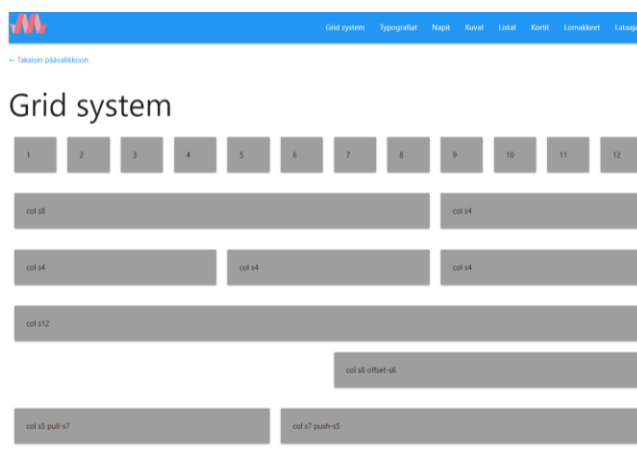 Grid system Typografiat Napit Kuvat Listat Kortit Lomakkeet Lataaja
← Takaisin päävalikkoon
Grid system
1 2 3 4 5 6 7 8 9 10 11 12
col s8 col s4
col s4 col s4 col s4
col s12
col s6 offset-s6
col s5 pull-s7 col s7 push-s5